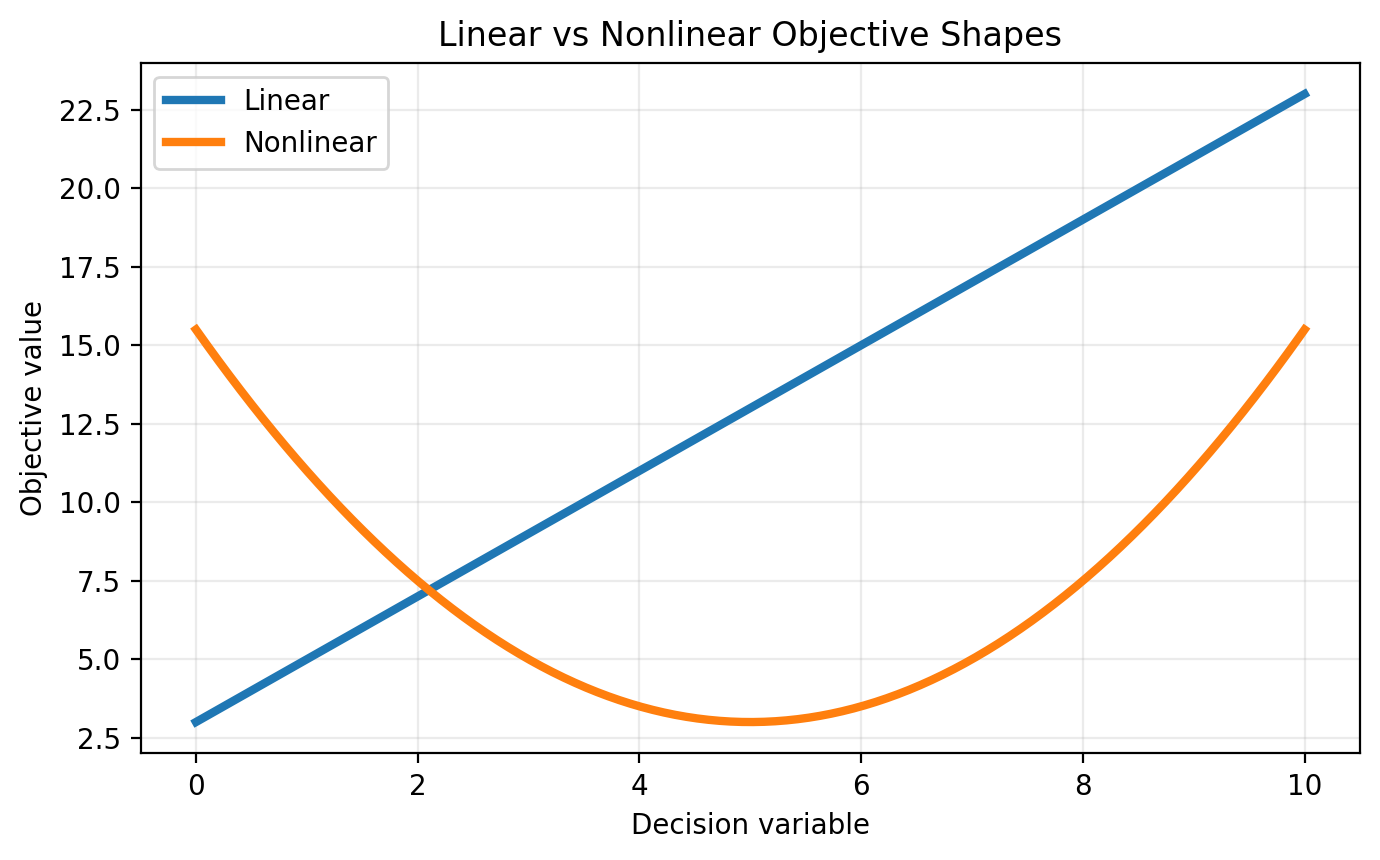 Linear vs Nonlinear Objective Shapes
Linear
Nonlinear
Objective value
22.5
20.0
17.5
15.0
12.5
10.0
7.5
5.0
2.5
0 2 4 6 8 10
Decision variable